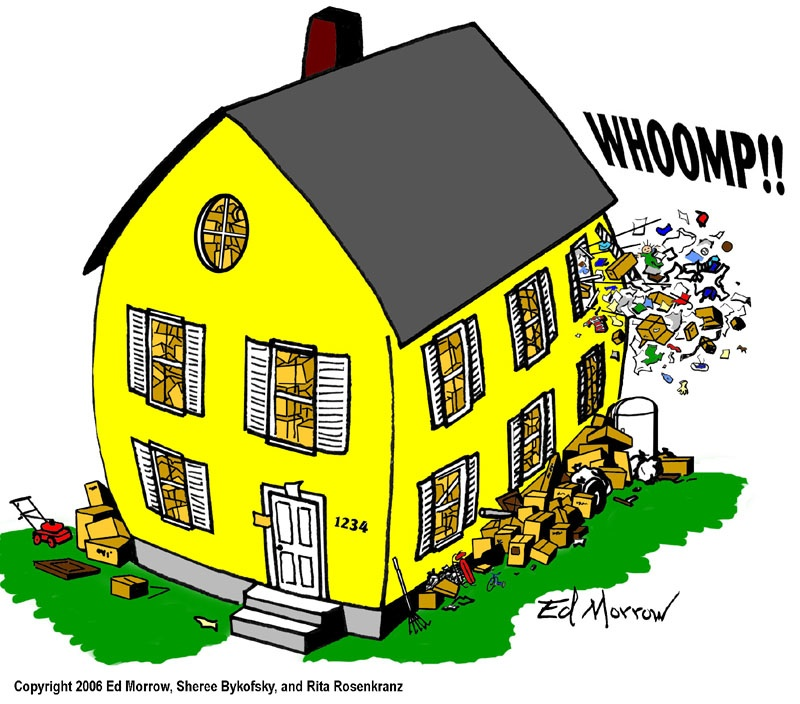 WHOOMP!!
1234
Ed Morrow
Copyright 2006 Ed Morrow, Sheree Bykofsky, and Rita Rosenkranz